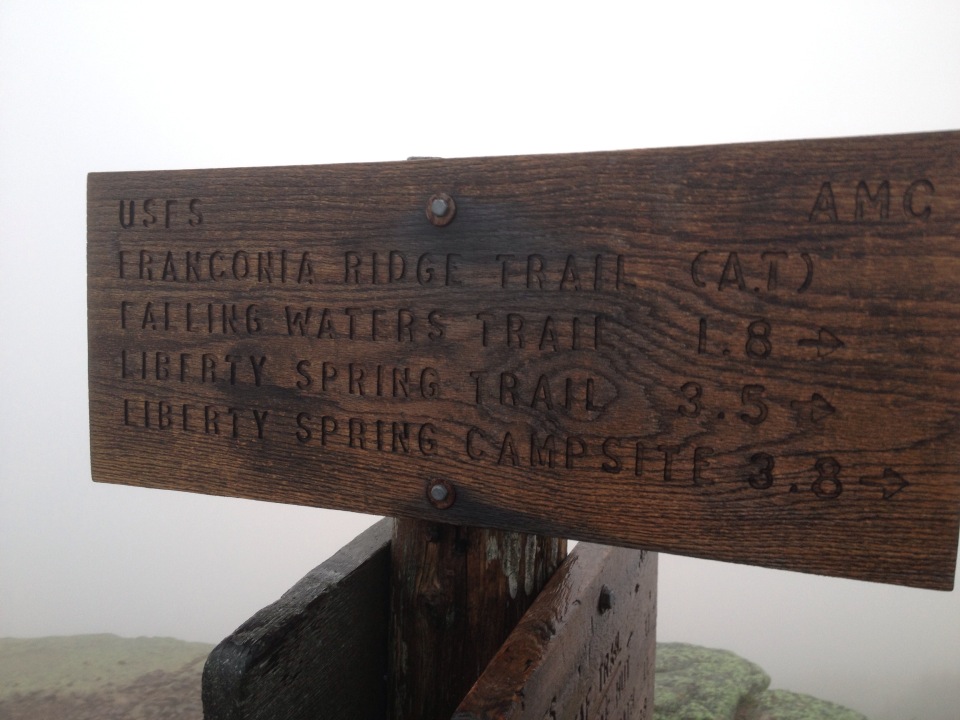 USFS AMC
FRANCONIA RIDGE TRAIL (A.T)
FALLING WATERS TRAIL 1.8 →
LIBERTY SPRING TRAIL 3.5 →
LIBERTY SPRING CAMPSITE 3.8 →